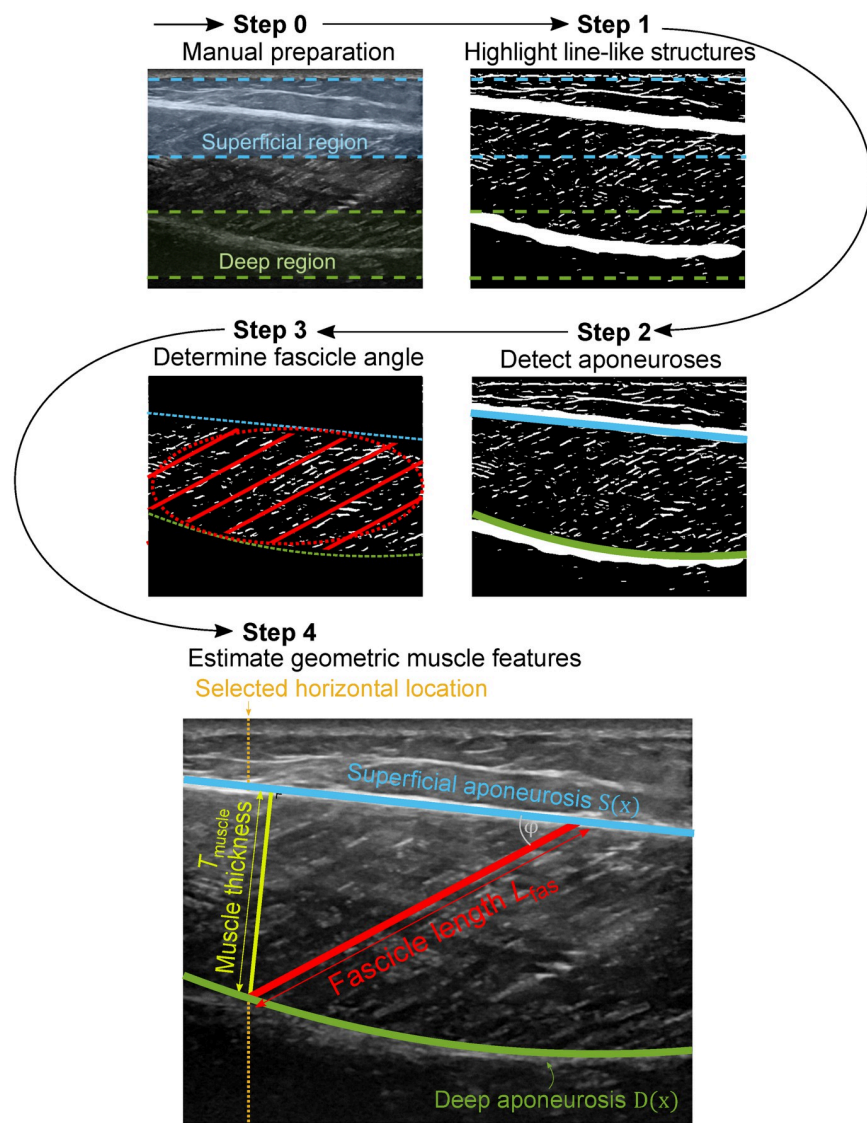 Step 0
Manual preparation
Superficial region
Deep region
Step 1
Highlight line-like structures
Step 3
Determine fascicle angle
Step 2
Detect aponeuroses
Step 4
Estimate geometric muscle features
Selected horizontal location
Superficial aponeurosis S(x)
φ
T muscle
Muscle thickness
Fascicle length L fas
Deep aponeurosis D(x)